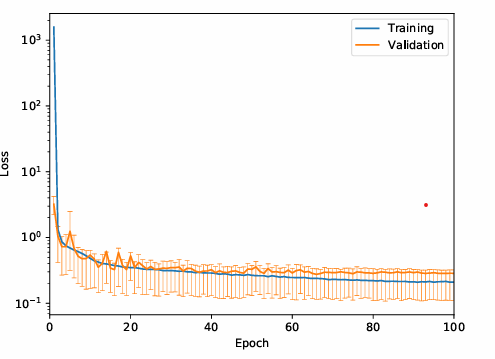 Training
Validation
10³
10²
10¹
10⁰
10⁻¹
Loss
0 20 40 60 80 100
Epoch